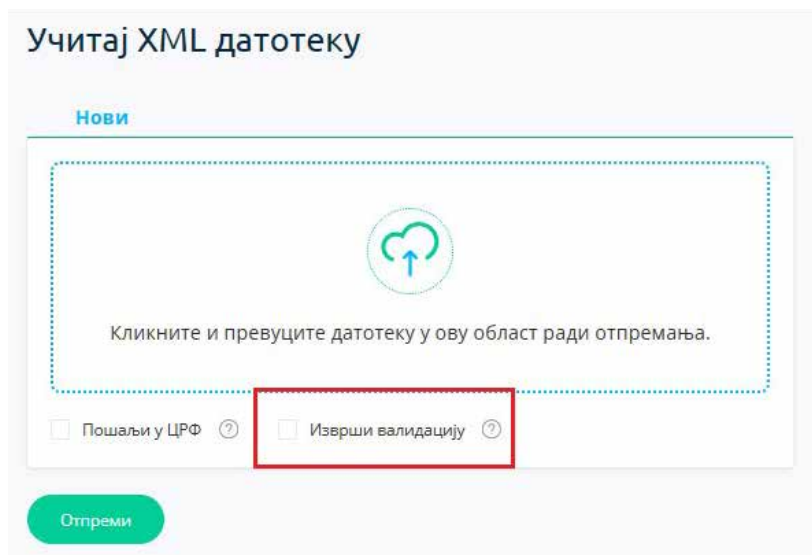 Учитај XML датотеку
Нови
Кликните и превуците датотеку у ову област ради отпремања.
Пошаљи у ЦРФ ? Изврши валидацију ?
Отпреми